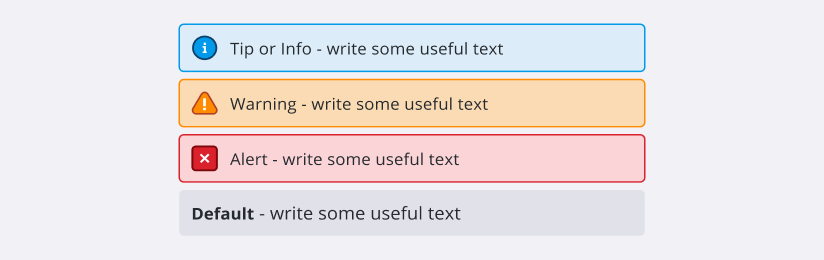 Tip or Info - write some useful text
Warning - write some useful text
Alert - write some useful text
Default - write some useful text